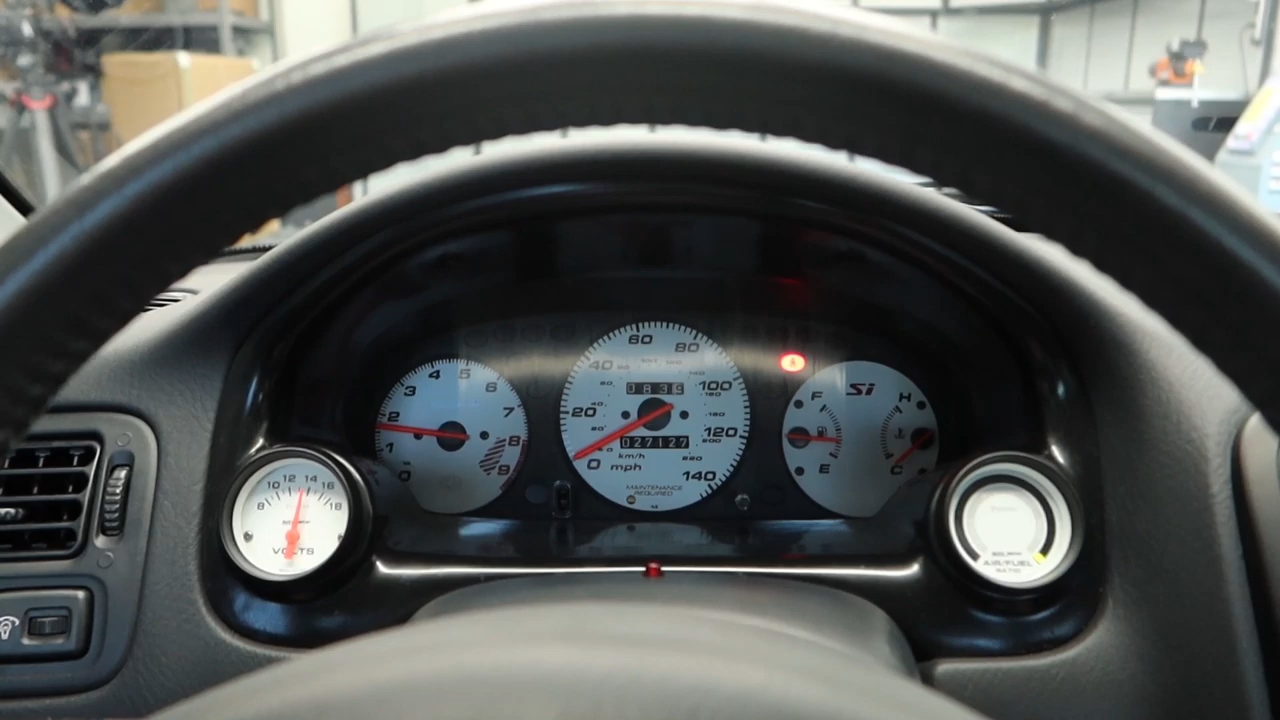 0 1 2 3 4 5 6 7 8 9
0 20 40 60 80 100 120 140
083
027127
km/h
mph
MAINTENANCE
REQUIRED
Si
F E
H C
8 10 12 14 16 18
VOLTS
AIR/FUEL
RATIO